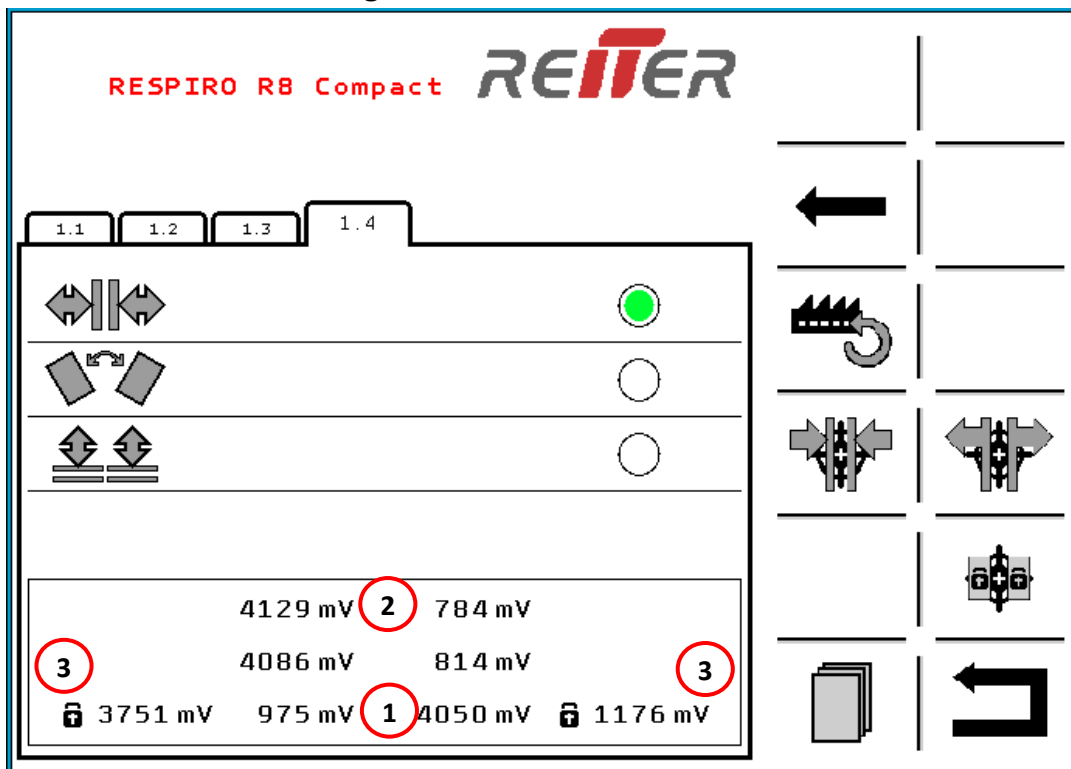 RESPIRO R8 Compact REITER
1.1 1.2 1.3 1.4
4129 mV 2 784 mV
3 4086 mV 814 mV 3
3751 mV 975 mV 1 4050 mV 1176 mV